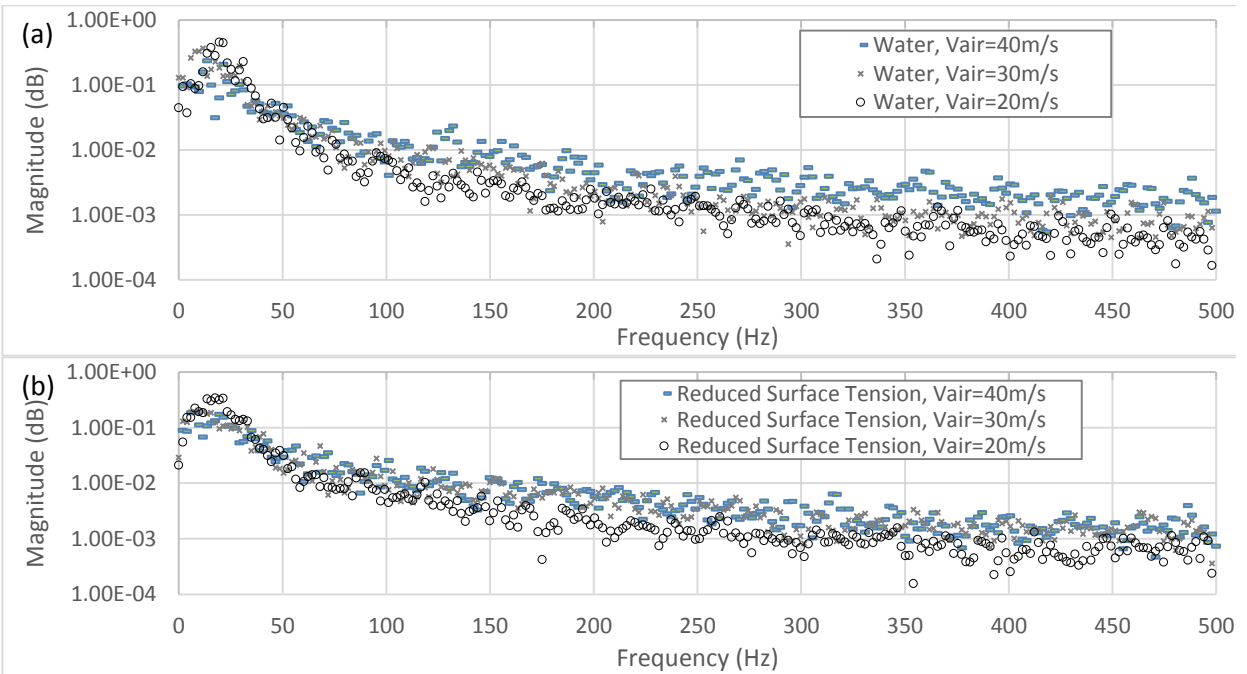 (a)
Magnitude (dB)
1.00E+00
1.00E-01
1.00E-02
1.00E-03
1.00E-04
Water, Vair=40m/s
Water, Vair=30m/s
Water, Vair=20m/s
0 50 100 150 200 250 300 350 400 450 500
Frequency (Hz)
(b)
Magnitude (dB)
1.00E+00
1.00E-01
1.00E-02
1.00E-03
1.00E-04
Reduced Surface Tension, Vair=40m/s
Reduced Surface Tension, Vair=30m/s
Reduced Surface Tension, Vair=20m/s
0 50 100 150 200 250 300 350 400 450 500
Frequency (Hz)